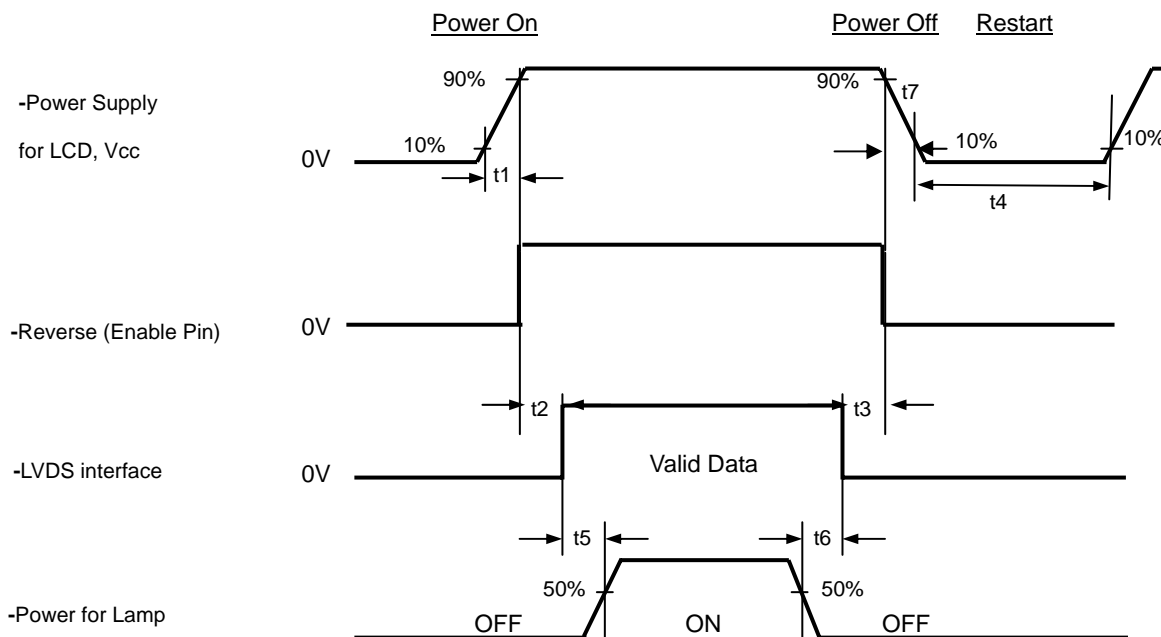 Power On
Power Off Restart
90% 90% t7
-Power Supply
for LCD, Vcc
10% 10% 10%
0V
t1
t4
-Reverse (Enable Pin) 0V
t2 t3
-LVDS interface 0V Valid Data
t5 t6
50% 50%
-Power for Lamp OFF ON OFF